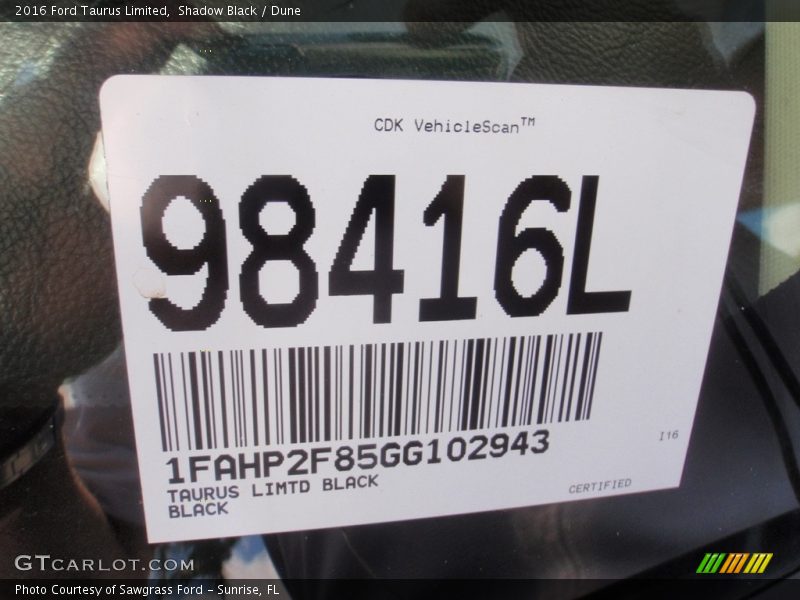 2016 Ford Taurus Limited, Shadow Black / Dune
CDK VehicleScan™
98416L
1FAHP2F85GG102943
TAURUS LIMTD BLACK
BLACK
I16
CERTIFIED
GTCARLOT.COM
Photo Courtesy of Sawgrass Ford - Sunrise, FL